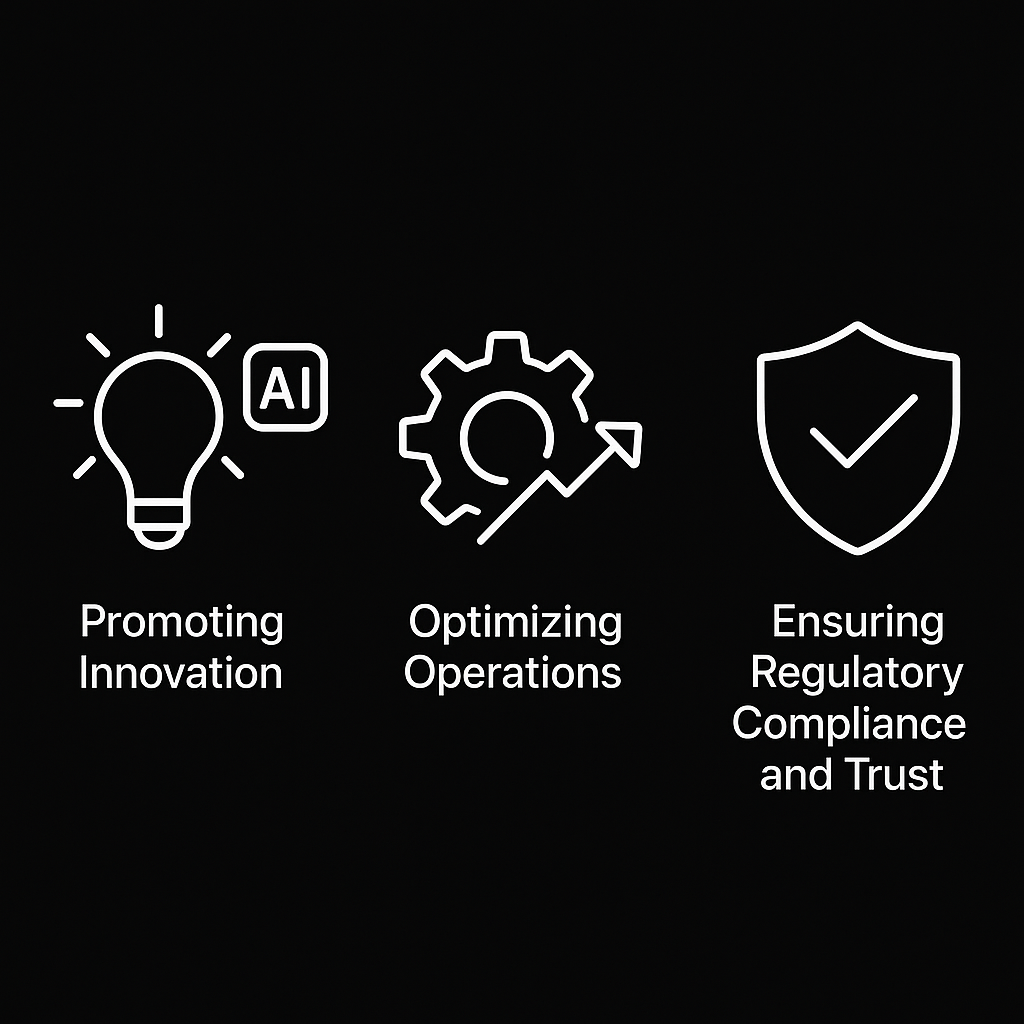 AI
Promoting
Innovation
Optimizing
Operations
Ensuring
Regulatory
Compliance
and Trust